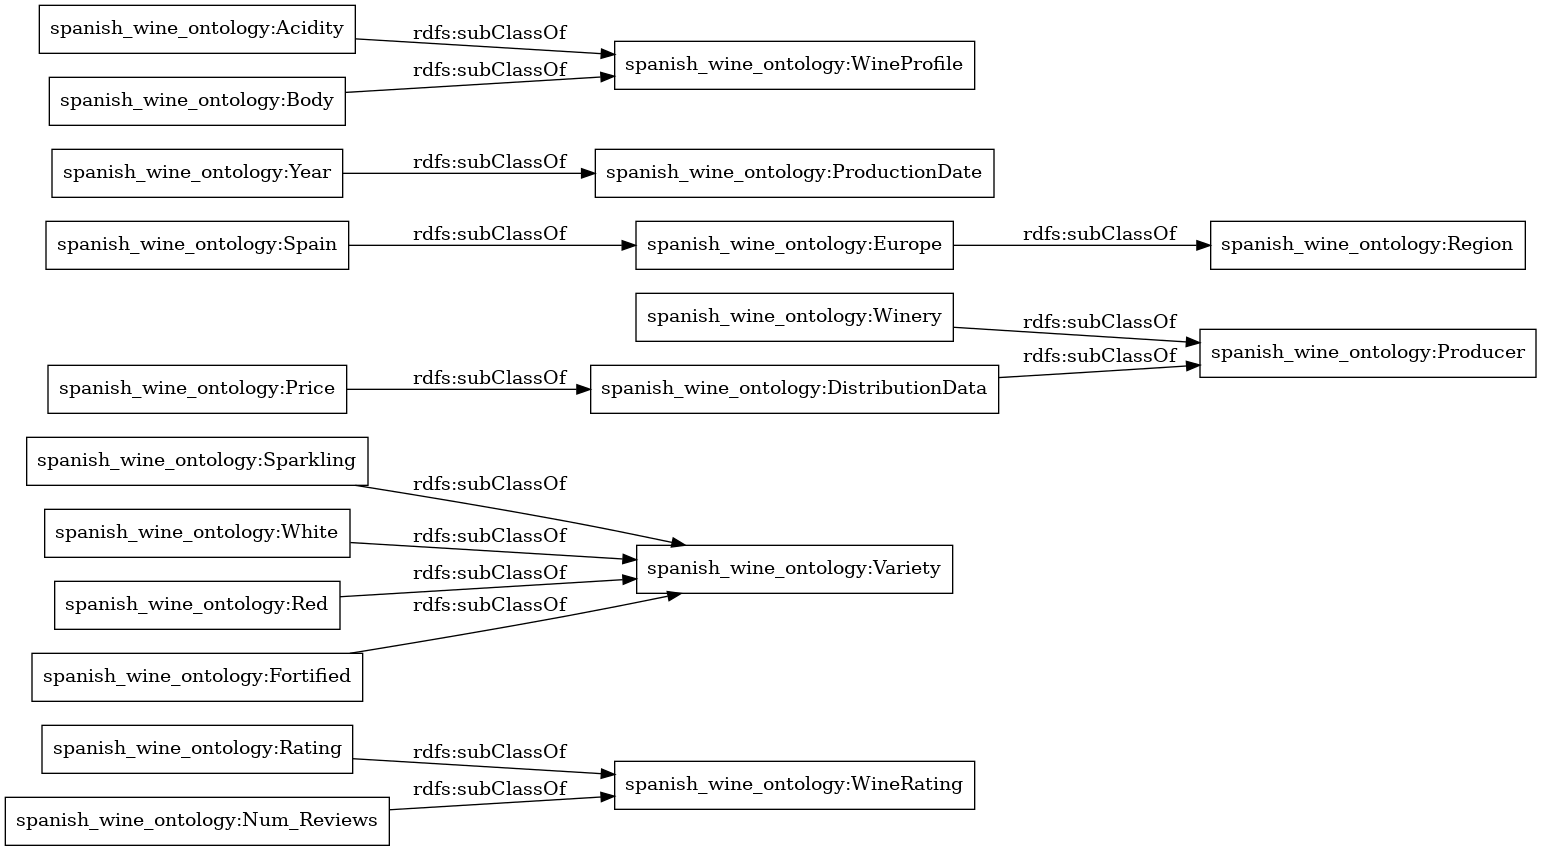 spanish_wine_ontology:Acidity
rdfs:subClassOf
spanish_wine_ontology:WineProfile
rdfs:subClassOf
spanish_wine_ontology:Body
spanish_wine_ontology:Year
rdfs:subClassOf
spanish_wine_ontology:ProductionDate
spanish_wine_ontology:Spain
rdfs:subClassOf
spanish_wine_ontology:Europe
rdfs:subClassOf
spanish_wine_ontology:Region
spanish_wine_ontology:Winery
rdfs:subClassOf
spanish_wine_ontology:Producer
rdfs:subClassOf
spanish_wine_ontology:Price
rdfs:subClassOf
spanish_wine_ontology:DistributionData
spanish_wine_ontology:Sparkling
rdfs:subClassOf
spanish_wine_ontology:White
rdfs:subClassOf
spanish_wine_ontology:Variety
rdfs:subClassOf
spanish_wine_ontology:Red
rdfs:subClassOf
spanish_wine_ontology:Fortified
spanish_wine_ontology:Rating
rdfs:subClassOf
spanish_wine_ontology:WineRating
rdfs:subClassOf
spanish_wine_ontology:Num_Reviews